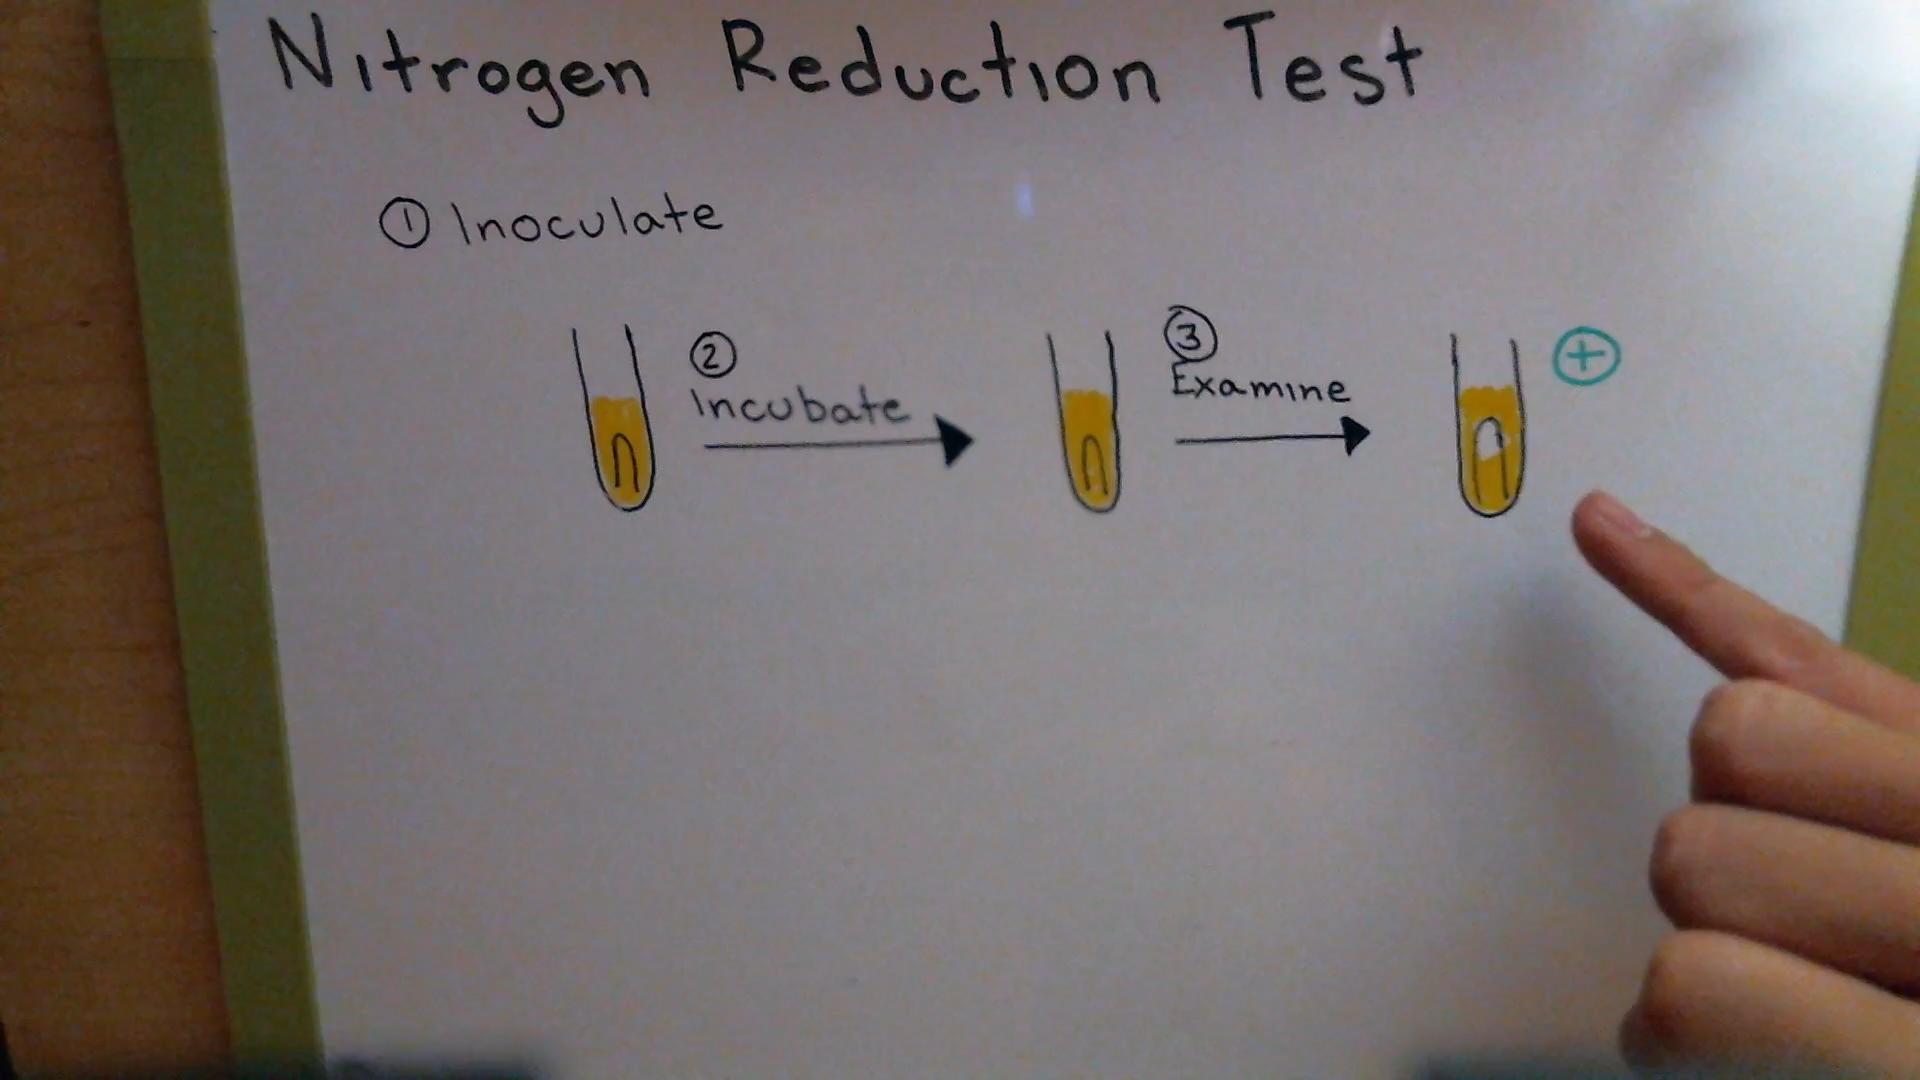 Nitrogen Reduction Test
① Inoculate
②
Incubate
③
Examine
⊕